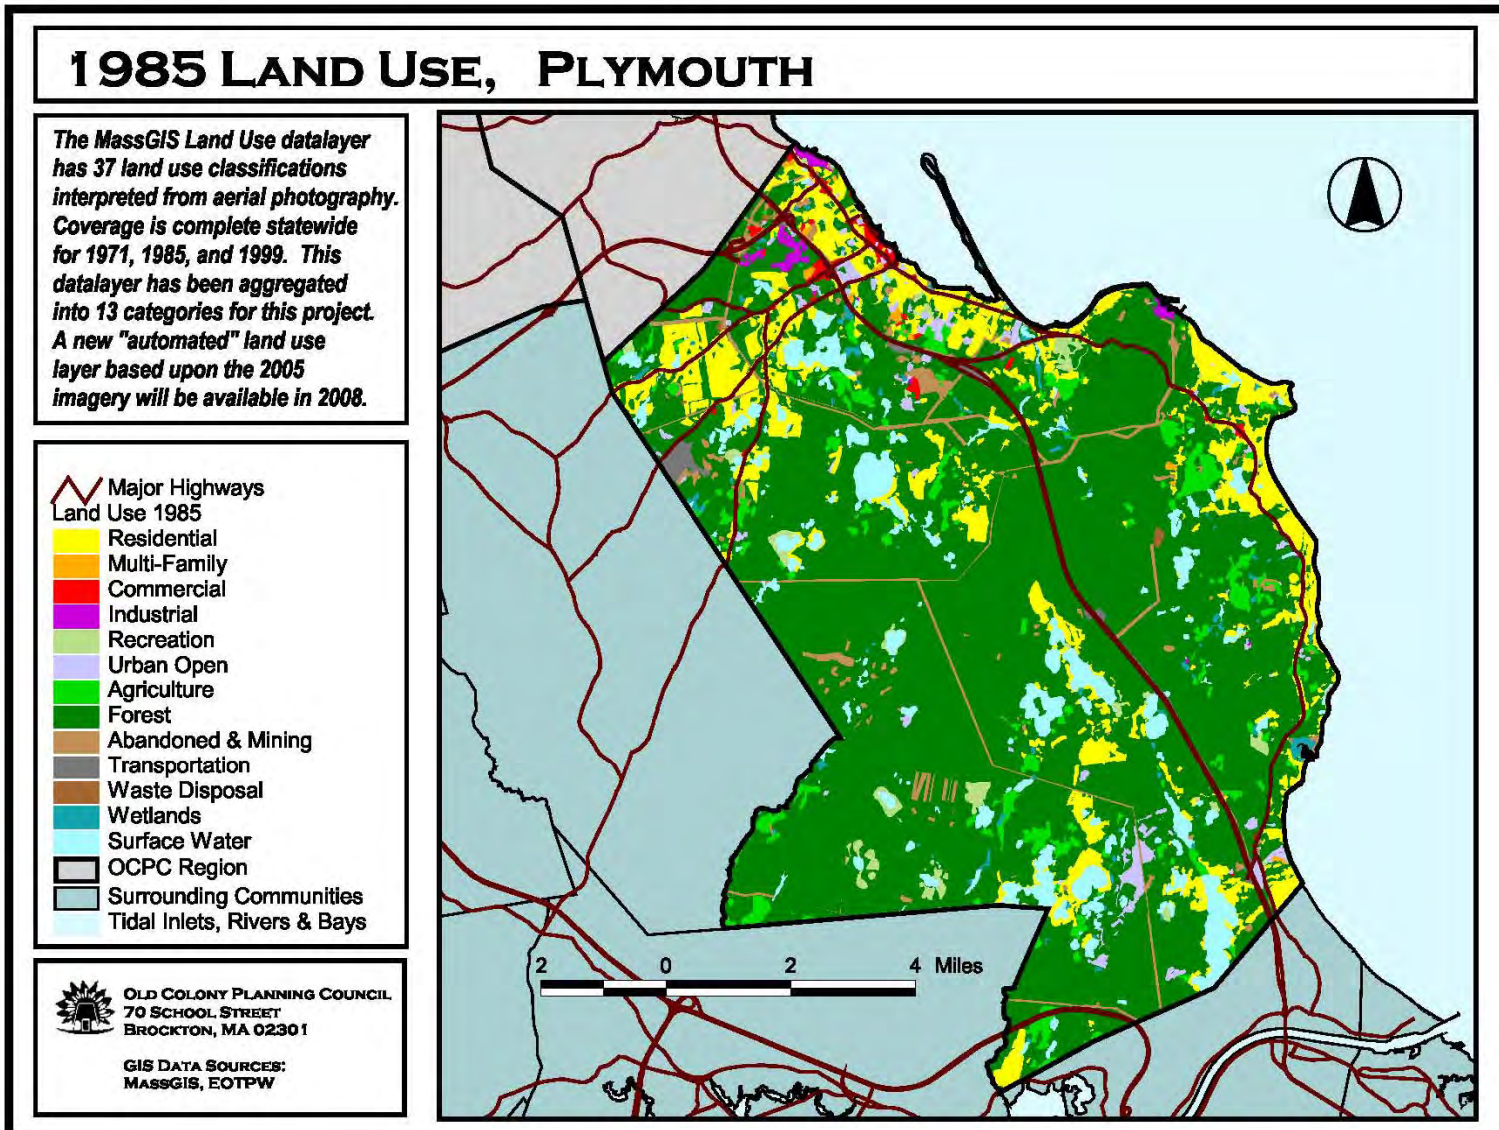 1985 LAND USE, PLYMOUTH
The MassGIS Land Use datalayer
has 37 land use classifications
interpreted from aerial photography.
Coverage is complete statewide
for 1971, 1985, and 1999. This
datalayer has been aggregated
into 13 categories for this project.
A new "automated" land use
layer based upon the 2005
imagery will be available in 2008.
Major Highways
Land Use 1985
Residential
Multi-Family
Commercial
Industrial
Recreation
Urban Open
Agriculture
Forest
Abandoned & Mining
Transportation
Waste Disposal
Wetlands
Surface Water
OCPC Region
Surrounding Communities
Tidal Inlets, Rivers & Bays
2 0 2 4 Miles
OLD COLONY PLANNING COUNCIL
70 SCHOOL STREET
BROCKTON, MA 02301
GIS DATA SOURCES:
MASSGIS, EOTPW